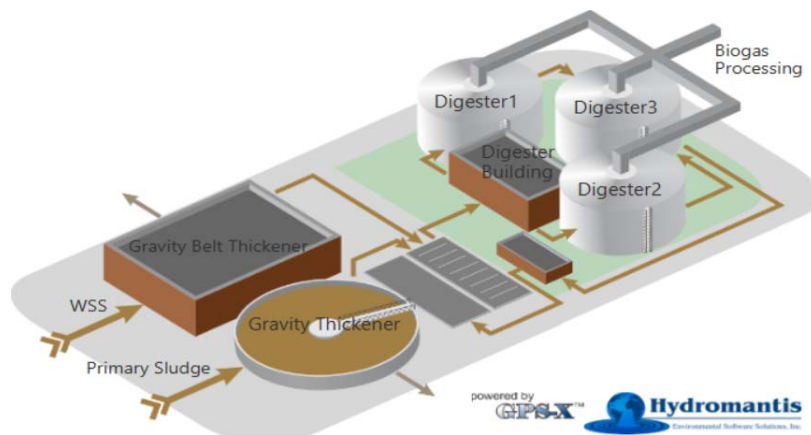 Biogas
Processing
Digester1
Digester3
Digester
Building
Digester2
Gravity Belt Thickener
WSS
Gravity Thickener
Primary Sludge
powered by
GPS-X™
Hydromantis
Environmental Software Solutions, Inc.